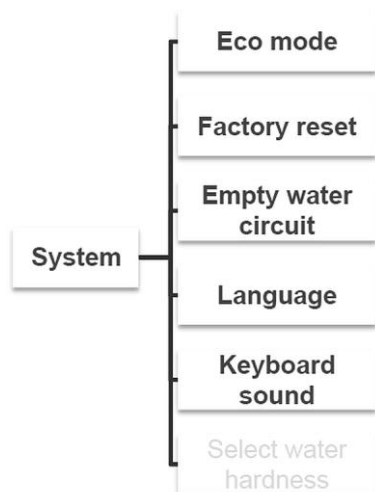 Eco mode
Factory reset
Empty water
circuit
System
Language
Keyboard
sound
Select water
hardness